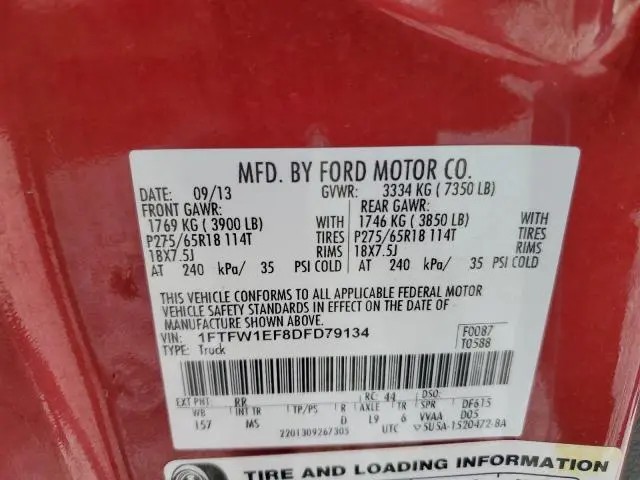 MFD. BY FORD MOTOR CO.
DATE: 09/13 GVWR: 3334 KG ( 7350 LB)
FRONT GAWR: REAR GAWR:
1769 KG ( 3900 LB) WITH 1746 KG ( 3850 LB) WITH
P275/65R18 114T TIRES P275/65R18 114T TIRES
18X7.5J RIMS 18X7.5J RIMS
AT 240 kPa/ 35 PSI COLD AT 240 kPa/ 35 PSI COLD
THIS VEHICLE CONFORMS TO ALL APPLICABLE FEDERAL MOTOR
VEHICLE SAFETY STANDARDS IN EFFECT ON THE DATE OF
MANUFACTURE SHOWN ABOVE.
VIN: 1FTFW1EF8DFD79134 F0087
TYPE: Truck T0588
EXT PNT: RR RC: 44 DSO:
WB INT TR TP/PS R AXLE TR SPR DF615
157 MS D L9 6 VVAA D05
2201309267305 UTC ▽5USA-1520472-BA
TIRE AND LOADING INFORMATION